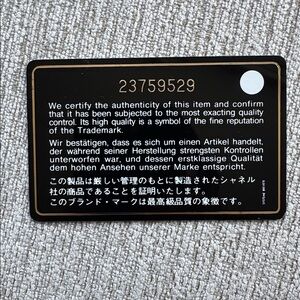 23759529
We certify the authenticity of this item and confirm
that it has been subjected to the most exacting quality
control. Its high quality is a symbol of the fine reputation
of the Trademark.
Wir bestätigen, dass es sich um einen Artikel handelt,
der während seiner Herstellung strengsten Kontrollen
unterworfen war, und dessen erstklassige Qualität
dem hohen Ansehen unserer Marke entspricht.
この製品は厳しい管理のもとに製造されたシャネル
社の商品であることを証明いたします。
このブランド・マークは最高級品質の象徴です。